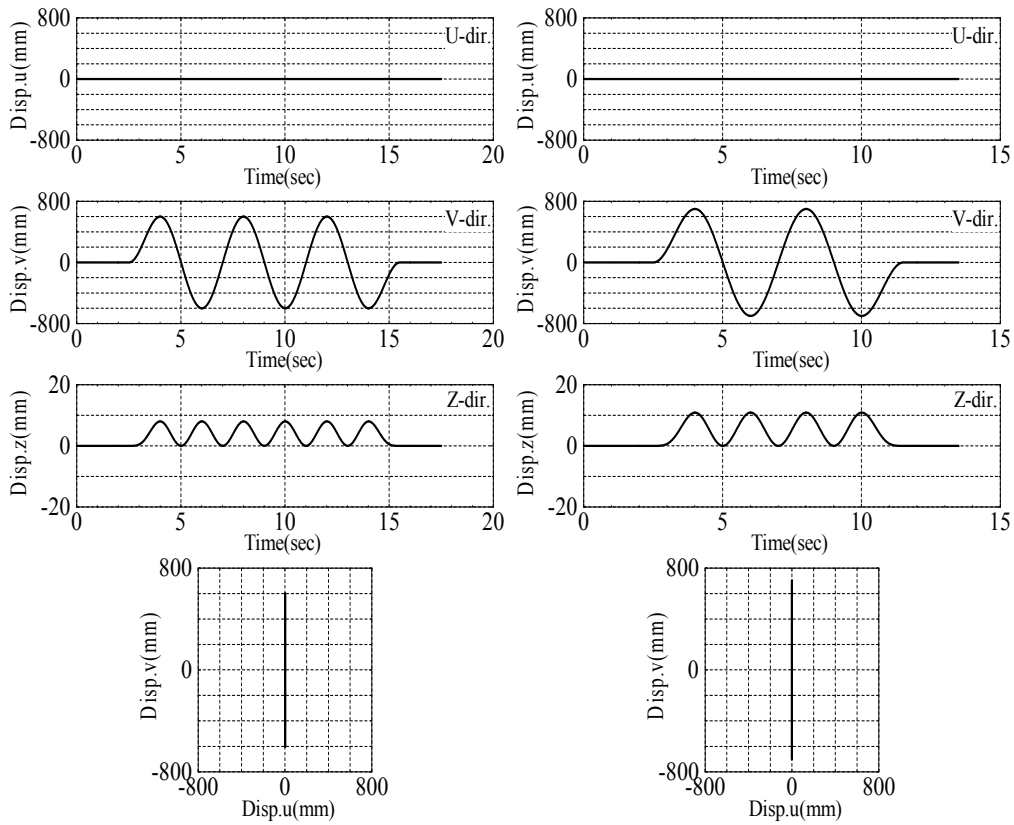 800
0
-800
Disp.u(mm)
U-dir.
0 5 10 15 20
Time(sec)
800
0
-800
Disp.u(mm)
U-dir.
0 5 10 15
Time(sec)
800
0
-800
Disp.v(mm)
V-dir.
0 5 10 15 20
Time(sec)
800
0
-800
Disp.v(mm)
V-dir.
0 5 10 15
Time(sec)
20
0
-20
Disp.z(mm)
Z-dir.
0 5 10 15 20
Time(sec)
20
0
-20
Disp.z(mm)
Z-dir.
0 5 10 15
Time(sec)
800
0
-800
Disp.v(mm)
-800 0 800
Disp.u(mm)
800
0
-800
Disp.v(mm)
-800 0 800
Disp.u(mm)